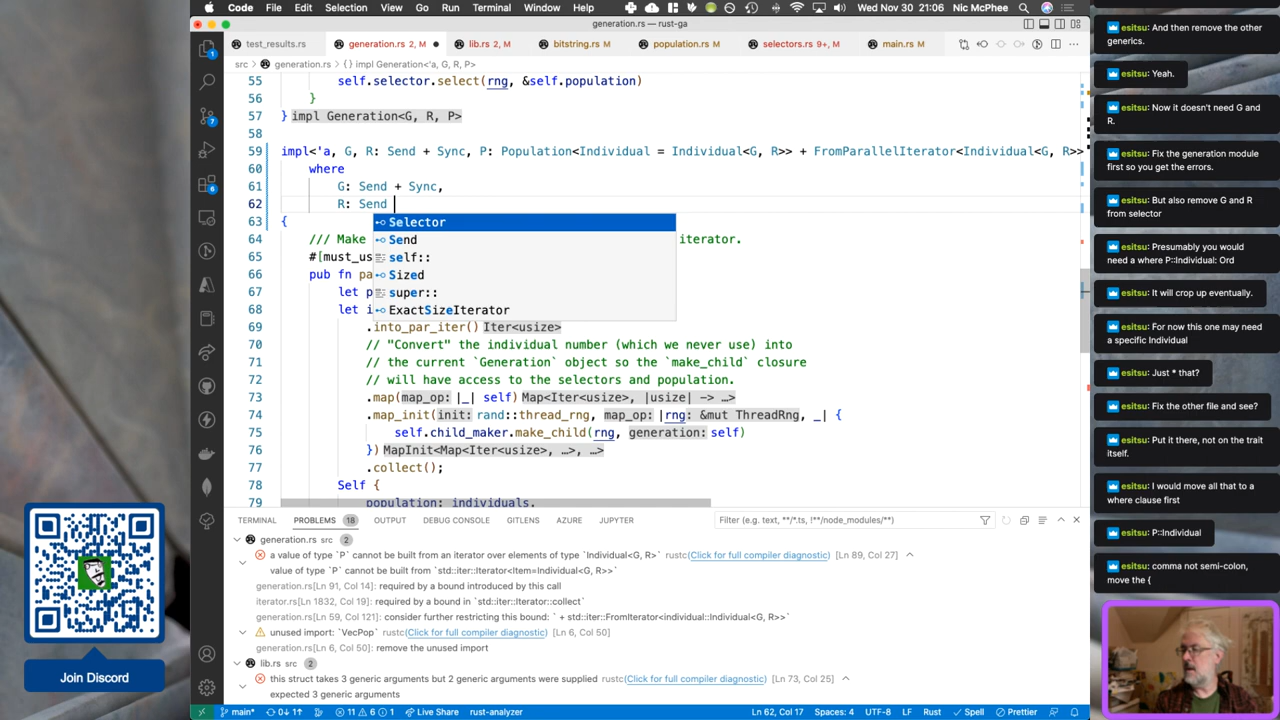 Code File Edit Selection View Go Run Terminal Window Help
Wed Nov 30 21:06 Nic McPhee
generation.rs — rust-ga
test_results.rs
generation.rs 2, M
lib.rs 2, M
bitstring.rs M
population.rs M
selectors.rs 9+, M
main.rs M
src > generation.rs > {} impl Generation<'a, G, R, P>
55 self.selector.select(rng, &self.population)
56 }
57 } impl Generation<G, R, P>
58
59 impl<'a, G, R: Send + Sync, P: Population<Individual = Individual<G, R>> + FromParallelIterator<Individual<G, R>>
60 where
61 G: Send + Sync,
62 R: Send
63 {
64 /// Make iterator.
65 #[must_us
66 pub fn pa
67 let p
68 let i
Selector
Send
self::
Sized
super::
ExactSizeIterator
69 .into_par_iter() Iter<usize>
70 // "Convert" the individual number (which we never use) into
71 // the current `Generation` object so the `make_child` closure
72 // will have access to the selectors and population.
73 .map(map_op: |_| self) Map<Iter<usize>, |usize| -> …>
74 .map_init(init: rand::thread_rng, map_op: |rng: &mut ThreadRng, _| {
75 self.child_maker.make_child(rng, generation: self)
76 }) MapInit<Map<Iter<usize>, …>, …>
77 .collect();
78 Self {
79 population: individuals,
TERMINAL PROBLEMS 18 OUTPUT DEBUG CONSOLE GITLENS AZURE JUPYTER
Filter (e.g. text, **/*.ts, !**/node_modules/**)
generation.rs src 2
a value of type `P` cannot be built from an iterator over elements of type `Individual<G, R>` rustc(Click for full compiler diagnostic) [Ln 89, Col 27]
value of type `P` cannot be built from `std::iter::Iterator<Item=Individual<G, R>>`
generation.rs[Ln 91, Col 14]: required by a bound introduced by this call
iterator.rs[Ln 1832, Col 19]: required by a bound in `std::iter::Iterator::collect`
generation.rs[Ln 59, Col 121]: consider further restricting this bound: ` + std::iter::FromIterator<individual::Individual<G, R>>`
unused import: `VecPop` rustc(Click for full compiler diagnostic) [Ln 6, Col 50]
generation.rs[Ln 6, Col 50]: remove the unused import
lib.rs src 2
this struct takes 3 generic arguments but 2 generic arguments were supplied rustc(Click for full compiler diagnostic) [Ln 73, Col 25]
expected 3 generic arguments
main* 0↓ 1↑ 11 6 1 Live Share rust-analyzer
Ln 62, Col 17 Spaces: 4 UTF-8 LF Rust Spell Prettier
Join Discord
esitsu: And then remove the other
generics.
esitsu: Yeah.
esitsu: Now it doesn't need G and
R.
esitsu: Fix the generation module
first so you get the errors.
esitsu: But also remove G and R
from selector
esitsu: Presumably you would
need a where P::Individual: Ord
esitsu: It will crop up eventually.
esitsu: For now this one may need
a specific Individual
esitsu: Just * that?
esitsu: Fix the other file and see?
esitsu: Put it there, not on the trait
itself.
esitsu: I would move all that to a
where clause first
esitsu: P::Individual
esitsu: comma not semi-colon,
move the {